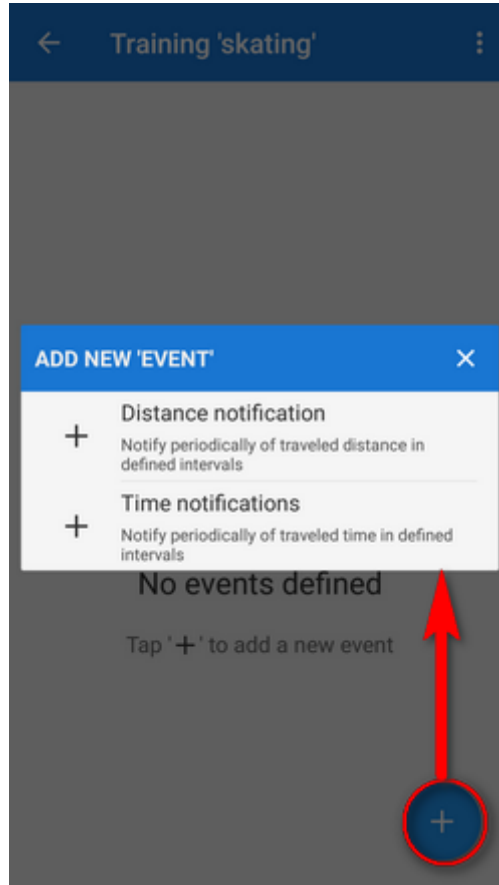 Training 'skating'
ADD NEW 'EVENT'
Distance notification
Notify periodically of traveled distance in
defined intervals
Time notifications
Notify periodically of traveled time in defined
intervals
No events defined
Tap '+' to add a new event